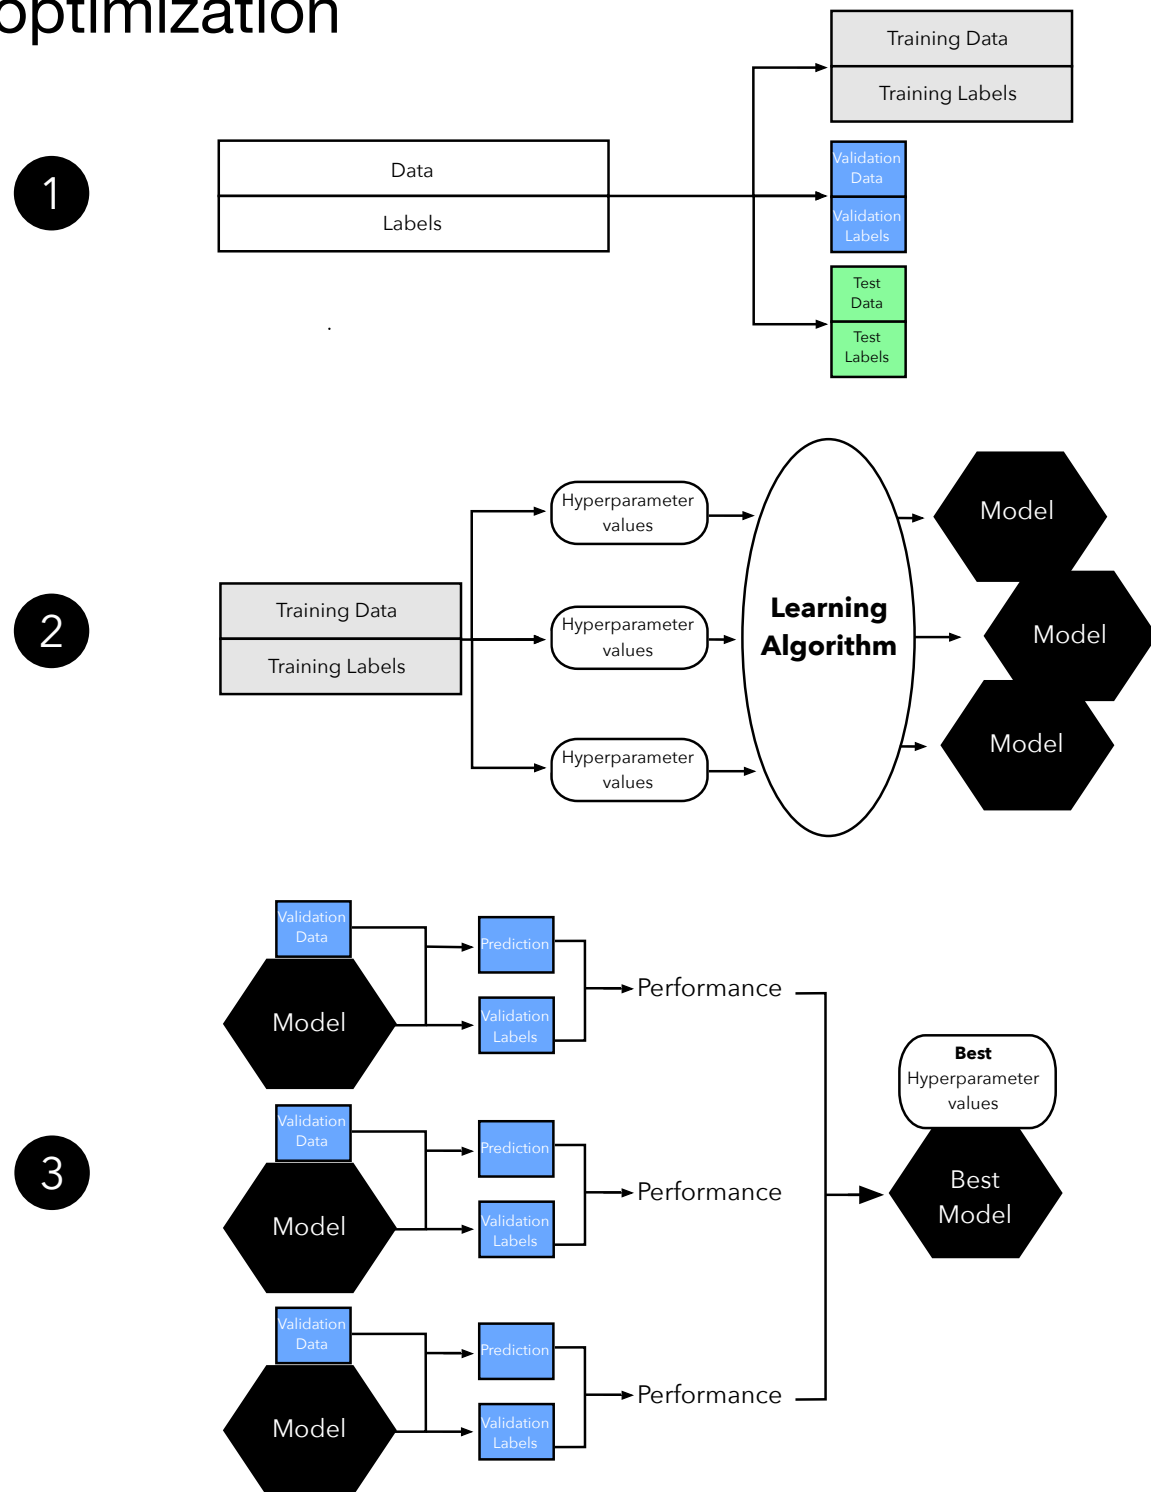 optimization
1
Data
Labels
Training Data
Training Labels
Validation
Data
Validation
Labels
Test
Data
Test
Labels
2
Training Data
Training Labels
Hyperparameter
values
Hyperparameter
values
Hyperparameter
values
Learning
Algorithm
Model
Model
Model
3
Validation
Data
Model
Prediction
Validation
Labels
Performance
Validation
Data
Model
Prediction
Validation
Labels
Performance
Validation
Data
Model
Prediction
Validation
Labels
Performance
Best
Hyperparameter
values
Best
Model